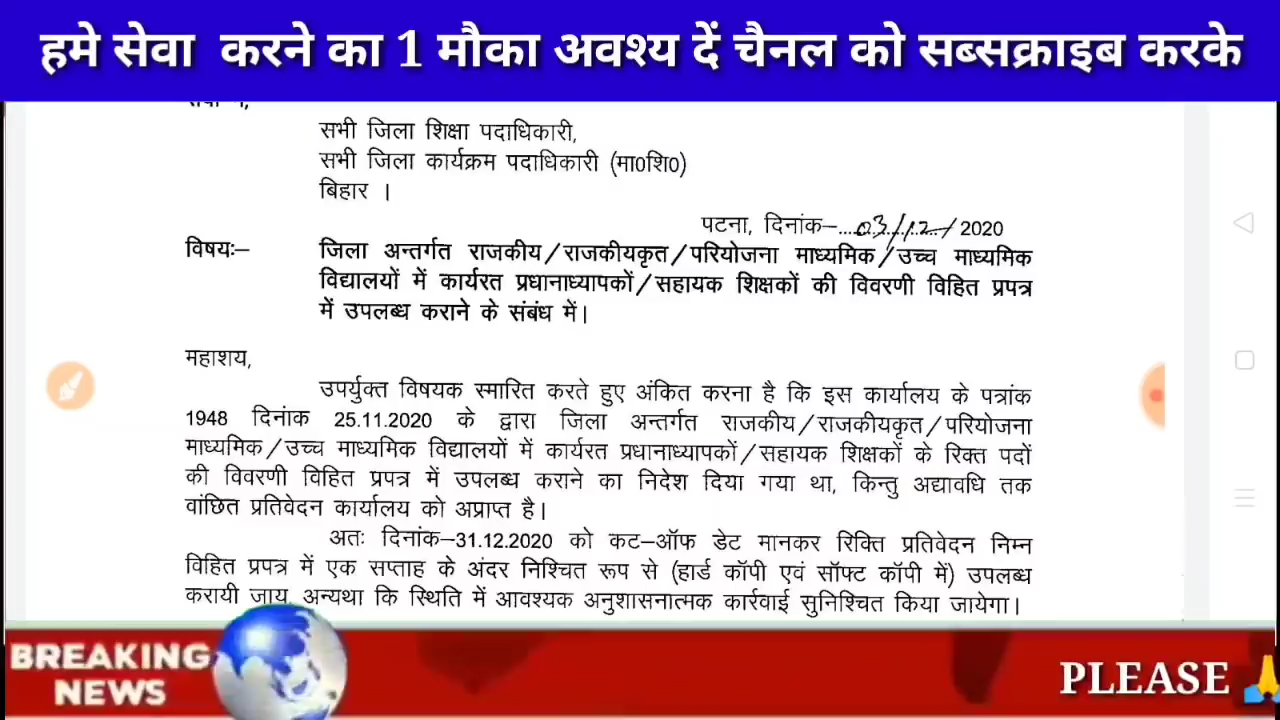 हमे सेवा करने का 1 मौका अवश्य दें चैनल को सब्सक्राइब करके
सभी जिला शिक्षा पदाधिकारी,
सभी जिला कार्यक्रम पदाधिकारी (मा0शि0)
बिहार ।
पटना, दिनांक–....03/12/2020
विषयः– जिला अन्तर्गत राजकीय/राजकीयकृत/परियोजना माध्यमिक/उच्च माध्यमिक
विद्यालयों में कार्यरत प्रधानाध्यापकों/सहायक शिक्षकों की विवरणी विहित प्रपत्र
में उपलब्ध कराने के संबंध में।
महाशय,
उपर्युक्त विषयक स्मारित करते हुए अंकित करना है कि इस कार्यालय के पत्रांक
1948 दिनांक 25.11.2020 के द्वारा जिला अन्तर्गत राजकीय/राजकीयकृत/परियोजना
माध्यमिक/उच्च माध्यमिक विद्यालयों में कार्यरत प्रधानाध्यापकों/सहायक शिक्षकों के रिक्त पदों
की विवरणी विहित प्रपत्र में उपलब्ध कराने का निदेश दिया गया था, किन्तु अद्यावधि तक
वांछित प्रतिवेदन कार्यालय को अप्राप्त है।
अतः दिनांक–31.12.2020 को कट–ऑफ डेट मानकर रिक्ति प्रतिवेदन निम्न
विहित प्रपत्र में एक सप्ताह के अंदर निश्चित रूप से (हार्ड कॉपी एवं सॉफ्ट कॉपी में) उपलब्ध
करायी जाय, अन्यथा कि स्थिति में आवश्यक अनुशासनात्मक कार्रवाई सुनिश्चित किया जायेगा।
BREAKING
NEWS
PLEASE 🙏